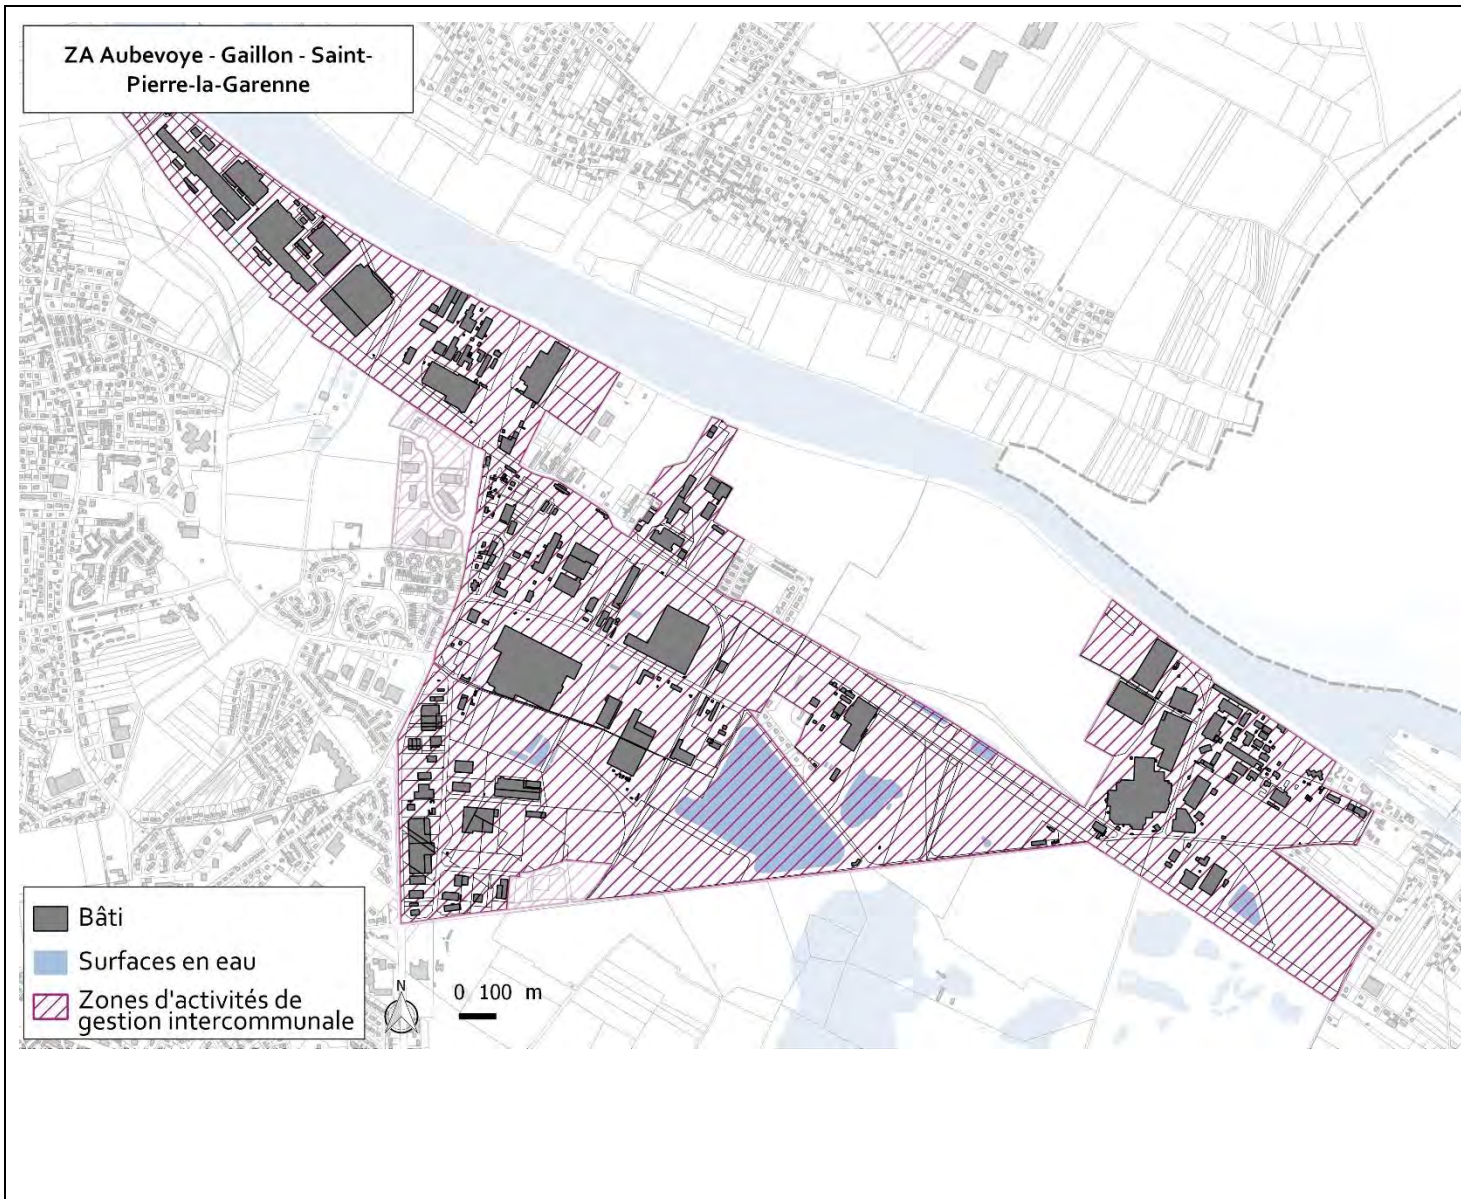 ZA Aubevoye - Gaillon - Saint-
Pierre-la-Garenne
Bâti
Surfaces en eau
Zones d'activités de
gestion intercommunale
N
0 100 m